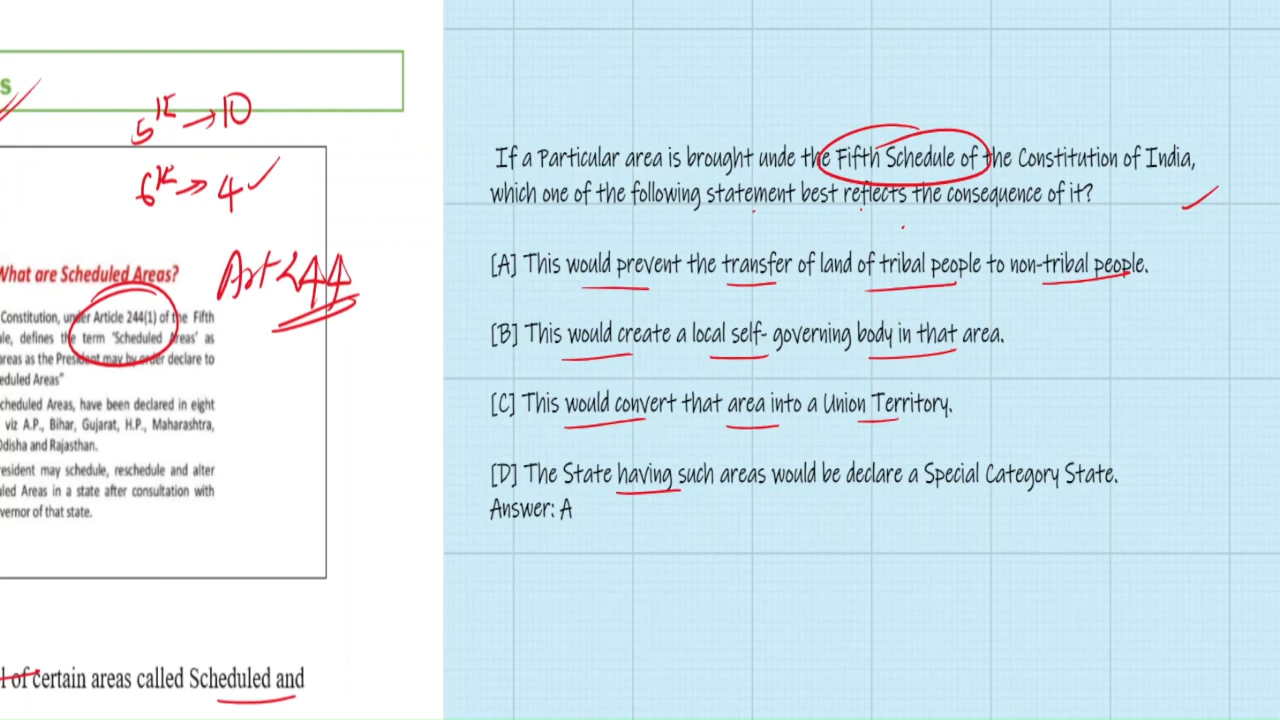 s
5th → 10
6th → 4
Art 244
What are Scheduled Areas?
Constitution, under Article 244(1) of the Fifth
le, defines the term 'Scheduled Areas' as
areas as the President may by order declare to
eduled Areas"
cheduled Areas, have been declared in eight
viz A.P., Bihar, Gujarat, H.P., Maharashtra,
Odisha and Rajasthan.
resident may schedule, reschedule and alter
led Areas in a state after consultation with
vernor of that state.
l of certain areas called Scheduled and
If a Particular area is brought unde the Fifth Schedule of the Constitution of India,
which one of the following statement best reflects the consequence of it?
[A] This would prevent the transfer of land of tribal people to non-tribal people.
[B] This would create a local self- governing body in that area.
[C] This would convert that area into a Union Territory.
[D] The State having such areas would be declare a Special Category State.
Answer: A